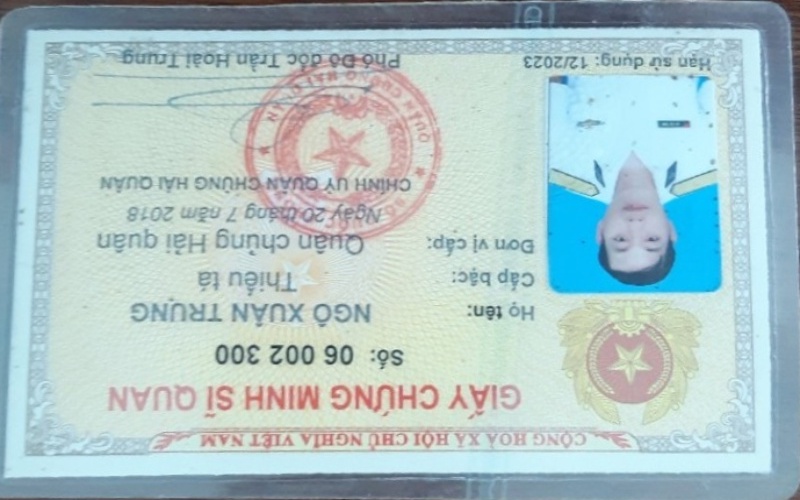 CỘNG HOÀ XÃ HỘI CHỦ NGHĨA VIỆT NAM
GIẤY CHỨNG MINH SĨ QUAN
Số: 06 002 300
Họ tên: NGÔ XUÂN TRỤNG
Cấp bậc: Thiếu tá
Đơn vị cấp: Quân chủng Hải quân
Ngày 20 tháng 7 năm 2018
CHÍNH UỶ QUÂN CHỦNG HẢI QUÂN
Hạn sử dụng: 12/2023
Phó Đô đốc Trần Hoài Trung